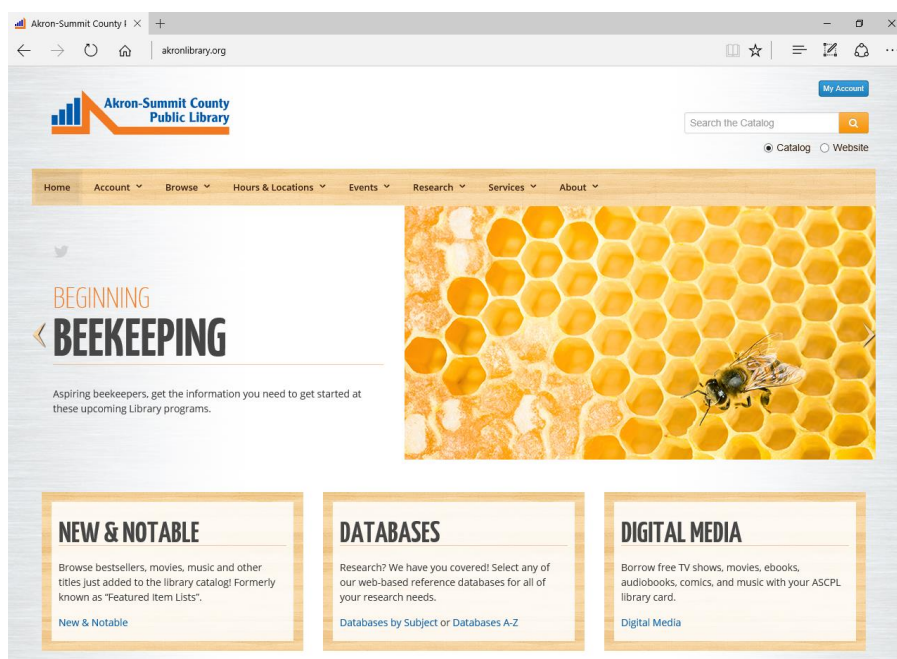 Akron-Summit County
akronlibrary.org
Akron-Summit County
Public Library
My Account
Search the Catalog
Catalog Website
Home Account Browse Hours & Locations Events Research Services About
BEGINNING
BEEKEEPING
Aspiring beekeepers, get the information you need to get started at
these upcoming Library programs.
NEW & NOTABLE
Browse bestsellers, movies, music and other
titles just added to the library catalog! Formerly
known as “Featured Item Lists”.
New & Notable
DATABASES
Research? We have you covered! Select any of
our web-based reference databases for all of
your research needs.
Databases by Subject or Databases A-Z
DIGITAL MEDIA
Borrow free TV shows, movies, ebooks,
audiobooks, comics, and music with your ASCPL
library card.
Digital Media